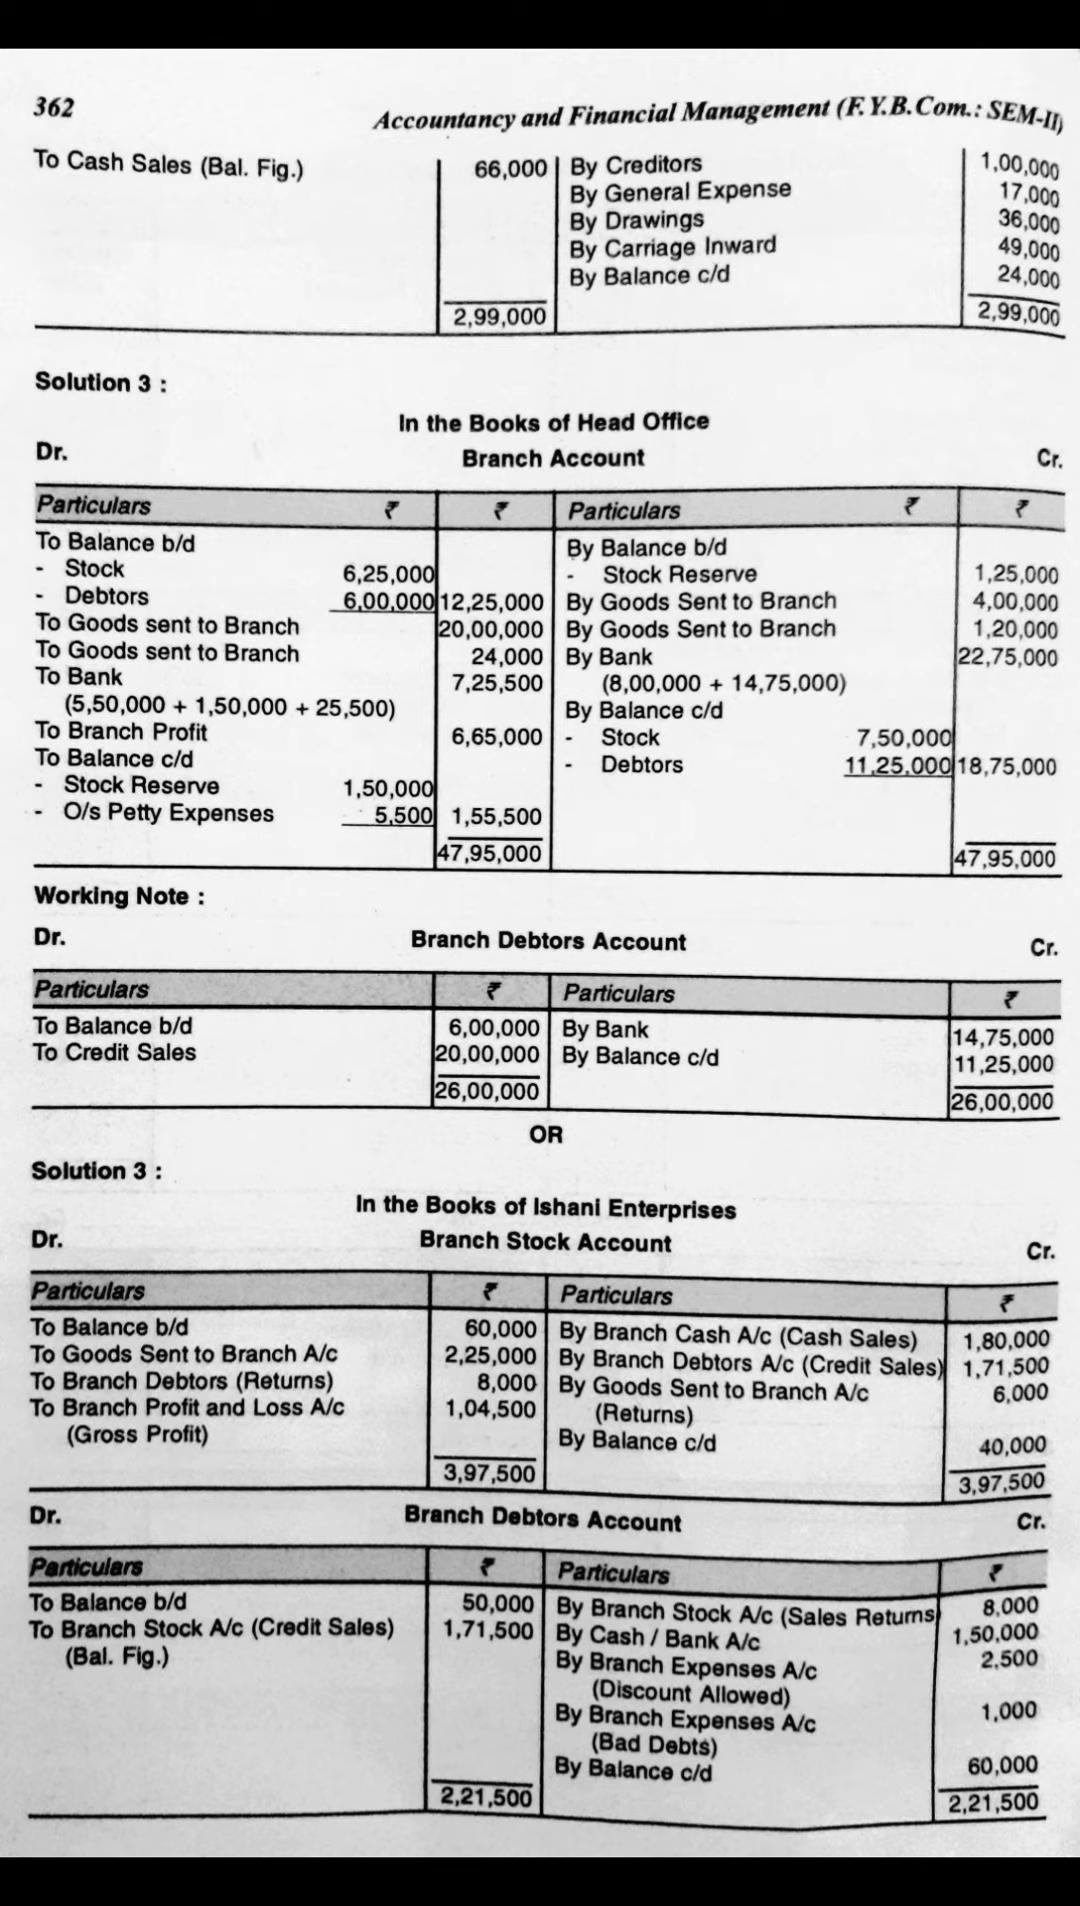 362
Accountancy and Financial Management (F.Y.B.Com.: SEM-II)
To Cash Sales (Bal. Fig.) 66,000 By Creditors 1,00,000
By General Expense 17,000
By Drawings 36,000
By Carriage Inward 49,000
By Balance c/d 24,000
2,99,000 2,99,000
Solution 3 :
In the Books of Head Office
Dr. Branch Account Cr.
Particulars ₹ ₹ Particulars ₹ ₹
To Balance b/d By Balance b/d
- Stock 6,25,000 - Stock Reserve 1,25,000
- Debtors 6,00,000 12,25,000 By Goods Sent to Branch 4,00,000
To Goods sent to Branch 20,00,000 By Goods Sent to Branch 1,20,000
To Goods sent to Branch 24,000 By Bank 22,75,000
To Bank 7,25,500 (8,00,000 + 14,75,000)
(5,50,000 + 1,50,000 + 25,500) By Balance c/d
To Branch Profit 6,65,000 - Stock 7,50,000
To Balance c/d - Debtors 11,25,000 18,75,000
- Stock Reserve 1,50,000
- O/s Petty Expenses 5,500 1,55,500
47,95,000 47,95,000
Working Note :
Dr. Branch Debtors Account Cr.
Particulars ₹ Particulars ₹
To Balance b/d 6,00,000 By Bank 14,75,000
To Credit Sales 20,00,000 By Balance c/d 11,25,000
26,00,000 26,00,000
OR
Solution 3 :
In the Books of Ishani Enterprises
Dr. Branch Stock Account Cr.
Particulars ₹ Particulars ₹
To Balance b/d 60,000 By Branch Cash A/c (Cash Sales) 1,80,000
To Goods Sent to Branch A/c 2,25,000 By Branch Debtors A/c (Credit Sales) 1,71,500
To Branch Debtors (Returns) 8,000 By Goods Sent to Branch A/c 6,000
To Branch Profit and Loss A/c 1,04,500 (Returns)
(Gross Profit) By Balance c/d 40,000
3,97,500 3,97,500
Dr. Branch Debtors Account Cr.
Particulars ₹ Particulars ₹
To Balance b/d 50,000 By Branch Stock A/c (Sales Returns) 8,000
To Branch Stock A/c (Credit Sales) 1,71,500 By Cash / Bank A/c 1,50,000
(Bal. Fig.) By Branch Expenses A/c 2,500
(Discount Allowed)
By Branch Expenses A/c 1,000
(Bad Debts)
By Balance c/d 60,000
2,21,500 2,21,500